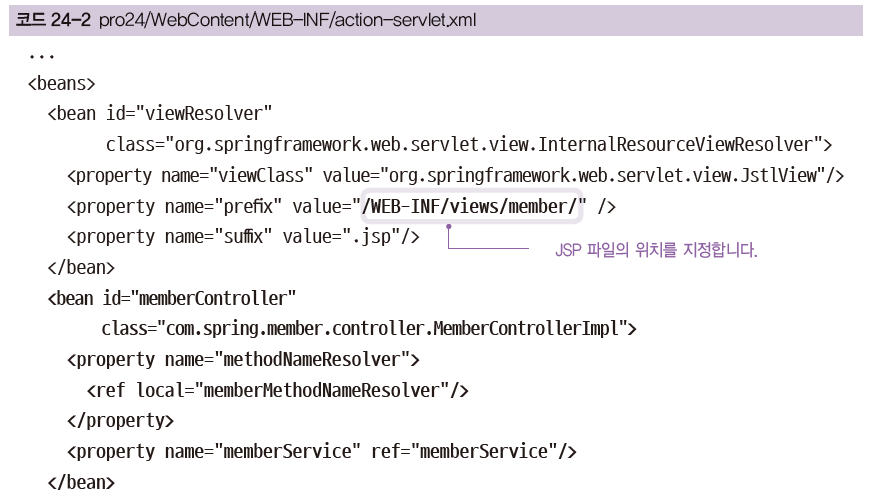 코드 24-2 pro24/WebContent/WEB-INF/action-servlet.xml
...
<beans>
<bean id="viewResolver"
class="org.springframework.web.servlet.view.InternalResourceViewResolver">
<property name="viewClass" value="org.springframework.web.servlet.view.JstlView"/>
<property name="prefix" value="/WEB-INF/views/member/" />
<property name="suffix" value=".jsp"/>
JSP 파일의 위치를 지정합니다.
</bean>
<bean id="memberController"
class="com.spring.member.controller.MemberControllerImpl">
<property name="methodNameResolver">
<ref local="memberMethodNameResolver"/>
</property>
<property name="memberService" ref="memberService"/>
</bean>